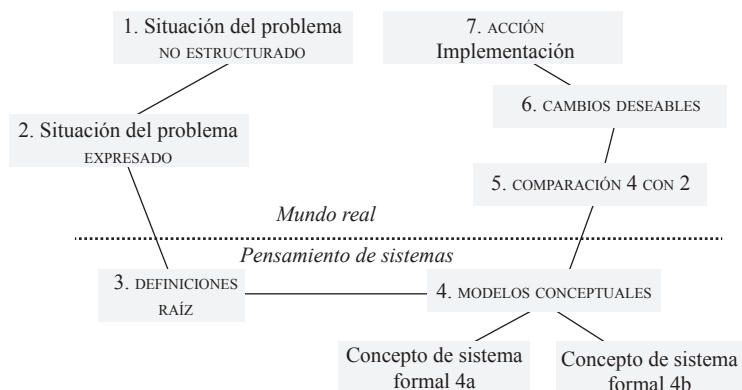 1. Situación del problema
NO ESTRUCTURADO
7. ACCIÓN
Implementación
6. CAMBIOS DESEABLES
2. Situación del problema
EXPRESADO
5. COMPARACIÓN 4 CON 2
Mundo real
Pensamiento de sistemas
3. DEFINICIONES
RAÍZ
4. MODELOS CONCEPTUALES
Concepto de sistema
formal 4a
Concepto de sistema
formal 4b